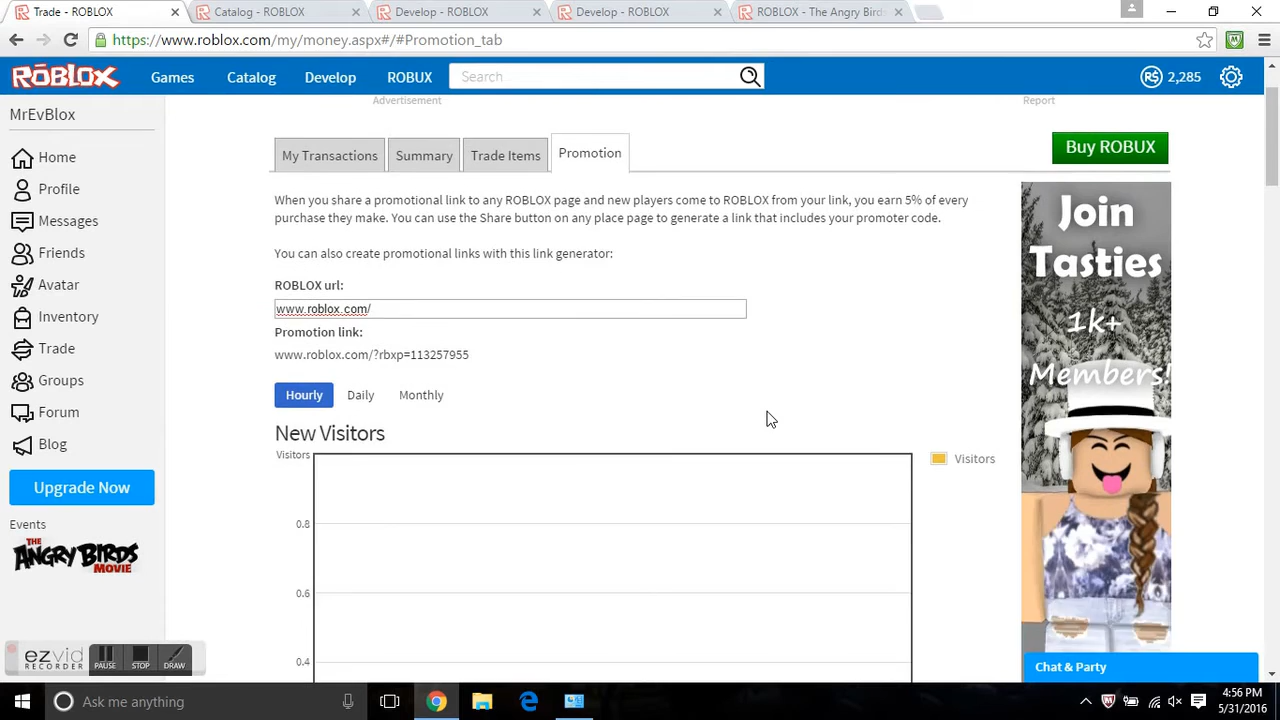 Trade - ROBLOX
Catalog - ROBLOX
Develop - ROBLOX
Develop - ROBLOX
ROBLOX - The Angry Birds
https://www.roblox.com/my/money.aspx#/#Promotion_tab
ROBLOX
Games
Catalog
Develop
ROBUX
Search...
R$ 2,285
MrEvBlox
Home
Profile
Messages
Friends
Avatar
Inventory
Trade
Groups
Forum
Blog
Upgrade Now
Events
THE
ANGRY BIRDS
MOVIE
Advertisement
Report
My Transactions
Summary
Trade Items
Promotion
Buy ROBUX
When you share a promotional link to any ROBLOX page and new players come to ROBLOX from your link, you earn 5% of every
purchase they make. You can use the Share button on any place page to generate a link that includes your promoter code.
You can also create promotional links with this link generator:
ROBLOX url:
www.roblox.com/
Promotion link:
www.roblox.com/?rbxp=113257955
Hourly
Daily
Monthly
New Visitors
Visitors
0.8
0.6
0.4
Visitors
Join
Tasties
1k+
Members!
Chat & Party
ezvid
RECORDER
PAUSE
STOP
DRAW
Ask me anything
4:56 PM
5/31/2016